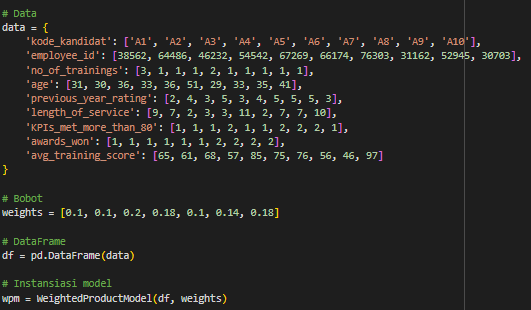 # Data
data = {
    'kode_kandidat': ['A1', 'A2', 'A3', 'A4', 'A5', 'A6', 'A7', 'A8', 'A9', 'A10'],
    'employee_id': [38562, 64486, 46232, 54542, 67269, 66174, 76303, 31162, 52945, 30703],
    'no_of_trainings': [3, 1, 1, 1, 2, 1, 1, 1, 1, 1],
    'age': [31, 30, 36, 33, 36, 51, 29, 33, 35, 41],
    'previous_year_rating': [2, 4, 3, 5, 3, 4, 5, 5, 5, 3],
    'length_of_service': [9, 7, 2, 3, 3, 11, 2, 7, 7, 10],
    'KPIs_met_more_than_80': [1, 1, 1, 2, 1, 1, 2, 2, 2, 1],
    'awards_won': [1, 1, 1, 1, 1, 1, 2, 2, 2, 2],
    'avg_training_score': [65, 61, 68, 57, 85, 75, 76, 56, 46, 97]
}
# Bobot
weights = [0.1, 0.1, 0.2, 0.18, 0.1, 0.14, 0.18]
# DataFrame
df = pd.DataFrame(data)
# Instansiasi model
wpm = WeightedProductModel(df, weights)